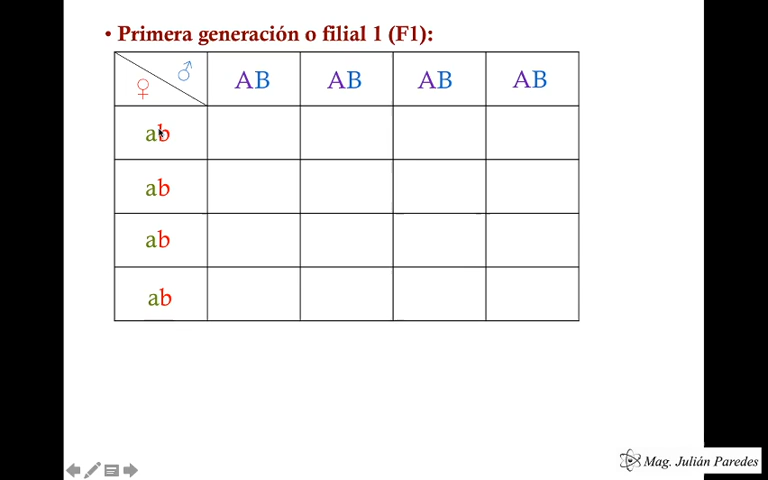 • Primera generación o filial 1 (F1):
♀ ♂ AB AB AB AB
ab
ab
ab
ab
Mag. Julián Paredes